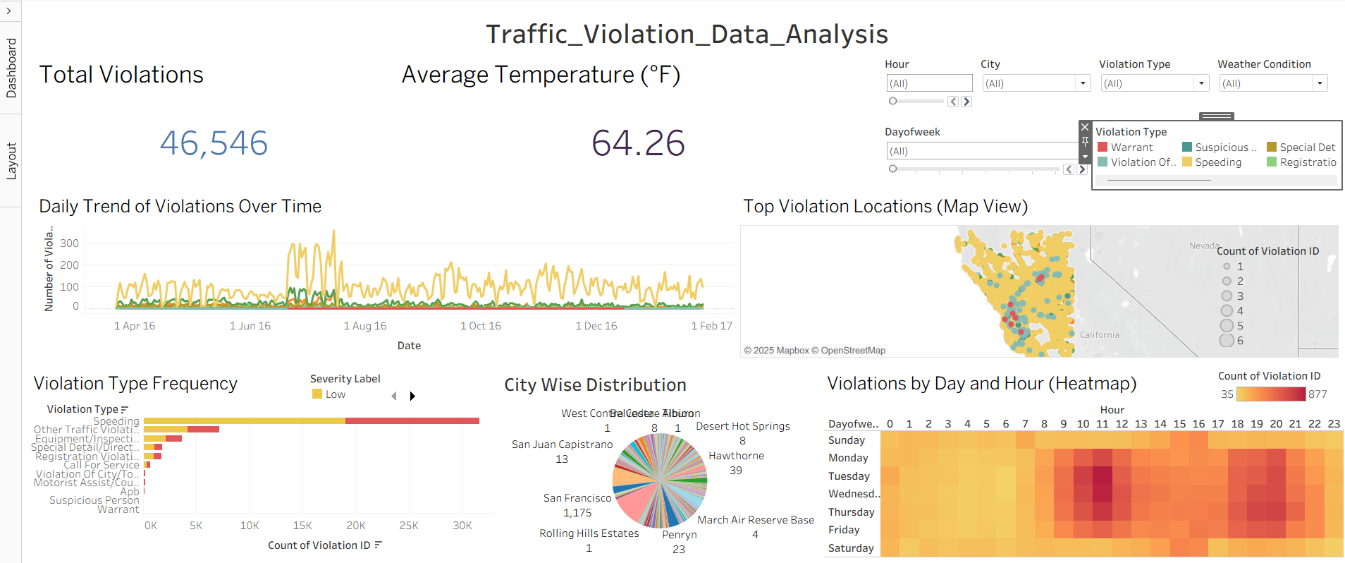 Traffic_Violation_Data_Analysis
Dashboard
Layout
Total Violations
Average Temperature (°F)
46,546
64.26
Hour
City
Violation Type
Weather Condition
(All)
(All)
(All)
(All)
Dayofweek
(All)
Violation Type
Warrant
Suspicious ..
Special Det
Violation Of..
Speeding
Registratio
Daily Trend of Violations Over Time
Number of Viola..
300
200
100
0
1 Apr 16
1 Jun 16
1 Aug 16
1 Oct 16
1 Dec 16
1 Feb 17
Date
Top Violation Locations (Map View)
Nevada
California
Count of Violation ID
1
2
3
4
5
6
© 2025 Mapbox © OpenStreetMap
Violation Type Frequency
Severity Label
Low
Violation Type
Speeding
Other Traffic Violati..
Equipment/Inspecti..
Special Detail/Direct..
Registration Violati..
Call For Service
Violation Of City/To..
Motorist Assist/Cou..
Apb
Suspicious Person
Warrant
0K
5K
10K
15K
20K
25K
30K
Count of Violation ID
City Wise Distribution
West Contra Costa
1
Belvedere Tiburon
8
Albion
1
Desert Hot Springs
8
San Juan Capistrano
13
Hawthorne
39
San Francisco
1,175
March Air Reserve Base
4
Rolling Hills Estates
1
Penryn
23
Violations by Day and Hour (Heatmap)
Count of Violation ID
35
877
Hour
Dayofwe..
0 1 2 3 4 5 6 7 8 9 10 11 12 13 14 15 16 17 18 19 20 21 22 23
Sunday
Monday
Tuesday
Wednesd..
Thursday
Friday
Saturday